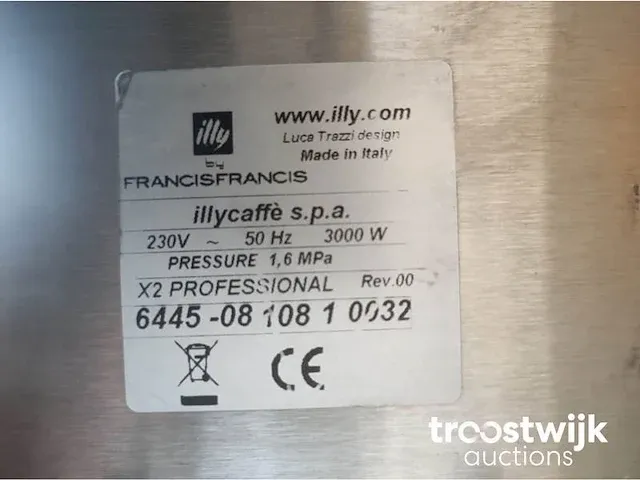 illy
www.illy.com
Luca Trazzi design
by
Made in Italy
FRANCISFRANCIS
illycaffè s.p.a.
230V ~ 50 Hz 3000 W
PRESSURE 1,6 MPa
X2 PROFESSIONAL Rev.00
6445-08 108 1 0032
CE
troostwijk
auctions